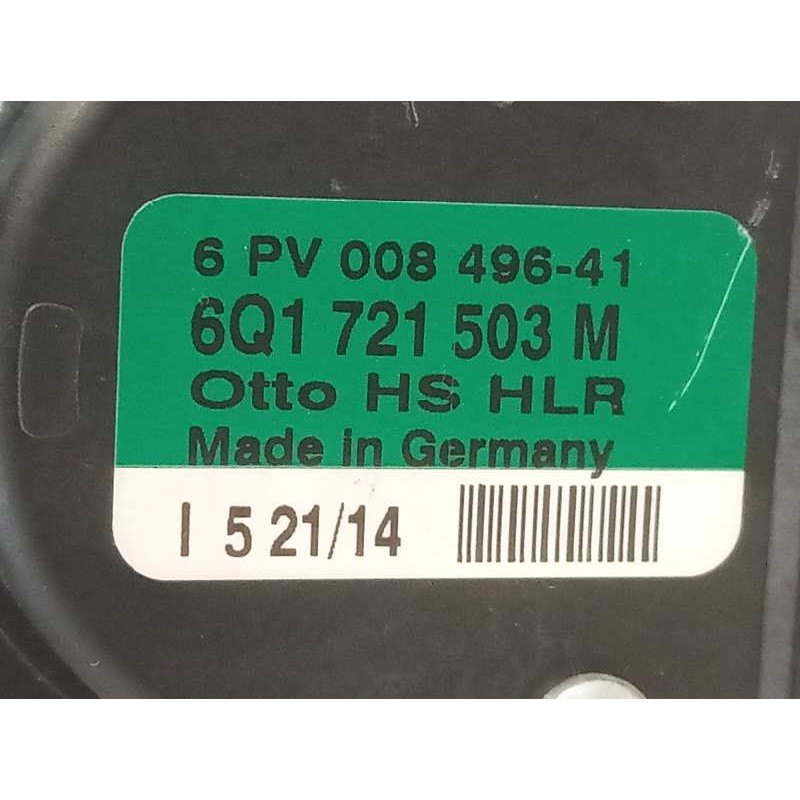 6 PV 008 496-41
6Q1 721 503 M
Otto HS HLR
Made in Germany
I 5 21/14